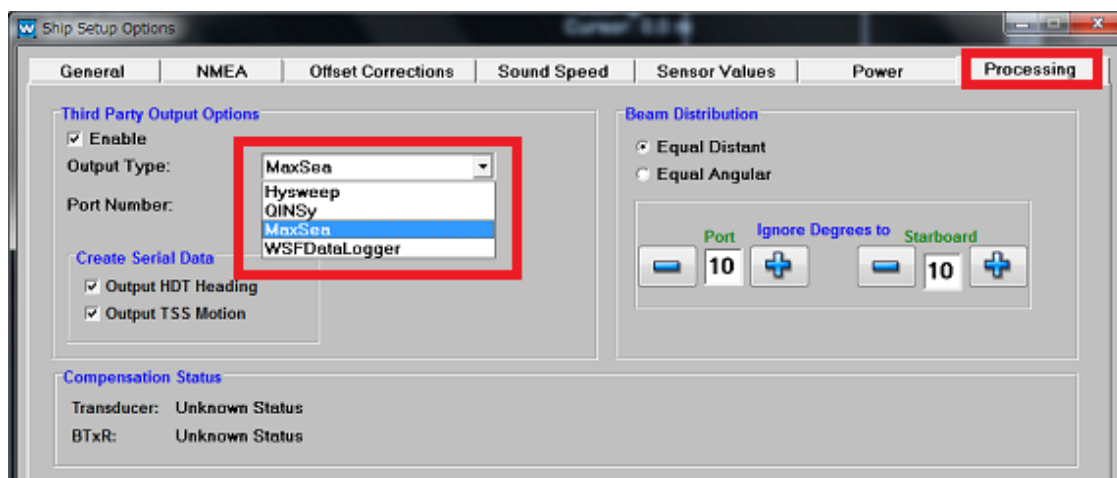 Ship Setup Options
Cursor 0.0 m
General NMEA Offset Corrections Sound Speed Sensor Values Power Processing
Third Party Output Options
Enable
Output Type: MaxSea
Hysweep
QINSy
MaxSea
WSFDataLogger
Port Number:
Create Serial Data
Output HDT Heading
Output TSS Motion
Beam Distribution
Equal Distant
Equal Angular
Port Ignore Degrees to Starboard
10 10
Compensation Status
Transducer: Unknown Status
BTxR: Unknown Status